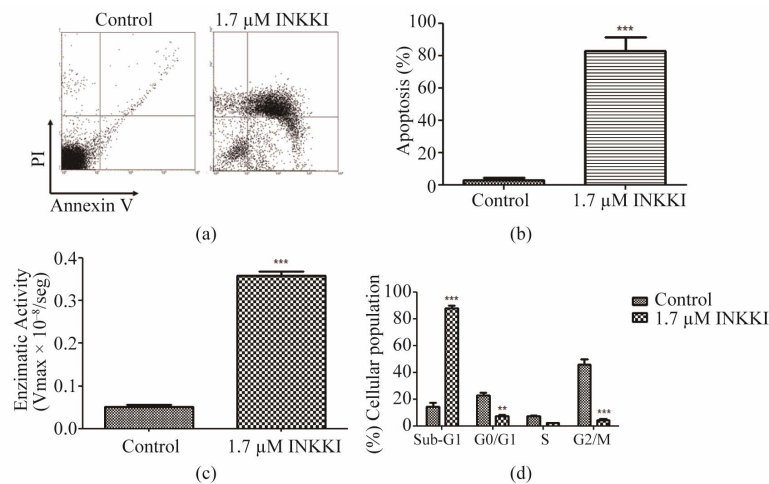 Control
1.7 µM INKKI
PI
Annexin V
(a)
Apoptosis (%)
100
80
60
40
20
0
***
Control
1.7 µM INKKI
(b)
Enzimatic Activity
(Vmax × 10⁻⁸/seg)
0.4
0.3
0.2
0.1
0.0
***
Control
1.7 µM INKKI
(c)
(%) Cellular population
100
80
60
40
20
0
***
**
***
Sub-G1
G0/G1
S
G2/M
Control
1.7 µM INKKI
(d)